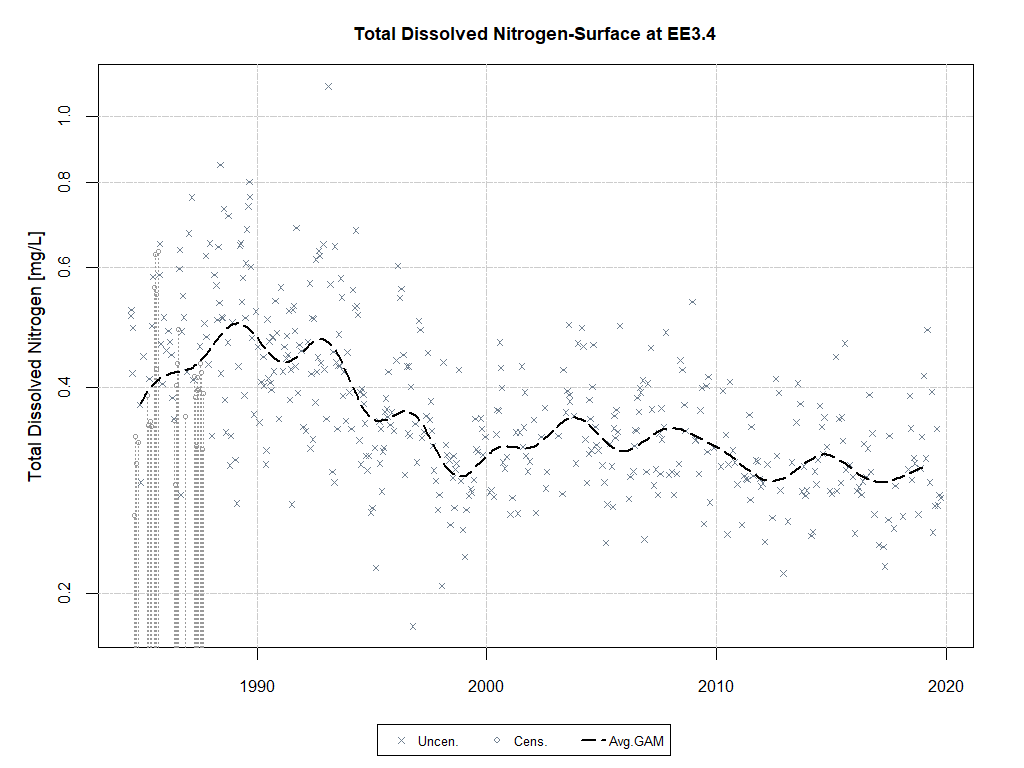 Total Dissolved Nitrogen-Surface at EE3.4
Total Dissolved Nitrogen [mg/L]
1.0
0.8
0.6
0.4
0.2
1990 2000 2010 2020
Uncen. Cens. Avg.GAM